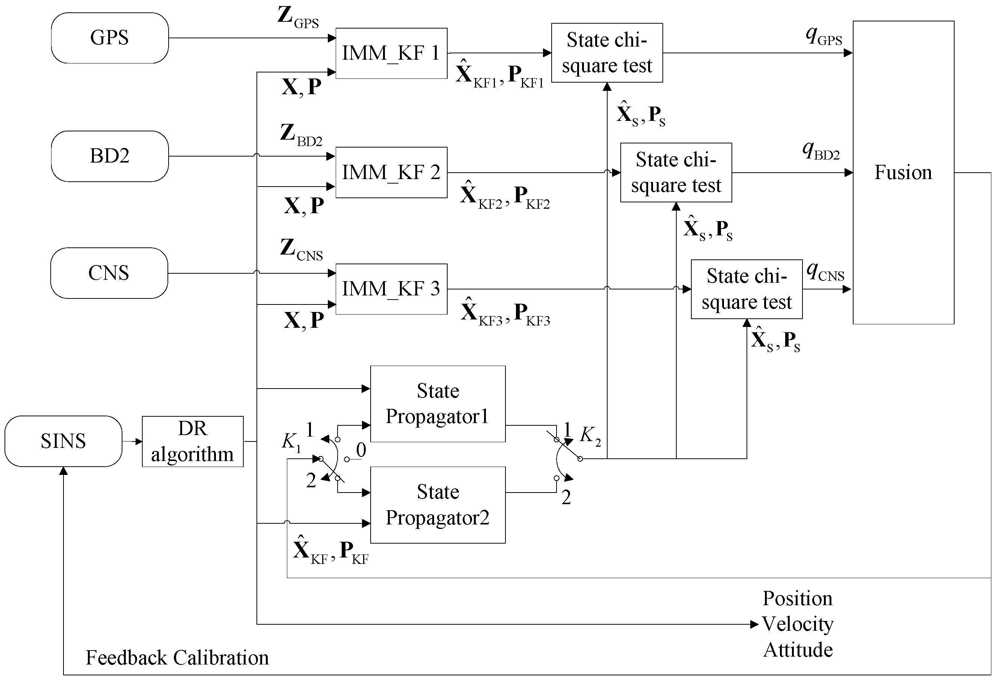 GPS
Z_GPS
IMM_KF 1
X, P
X̂_KF1, P_KF1
State chi-
square test
q_GPS
X̂_S, P_S
BD2
Z_BD2
IMM_KF 2
X, P
X̂_KF2, P_KF2
State chi-
square test
q_BD2
Fusion
X̂_S, P_S
CNS
Z_CNS
IMM_KF 3
X, P
X̂_KF3, P_KF3
State chi-
square test
q_CNS
X̂_S, P_S
SINS
DR
algorithm
State
Propagator1
K_1
1
0
2
1
K_2
2
State
Propagator2
X̂_KF, P_KF
Position
Velocity
Attitude
Feedback Calibration